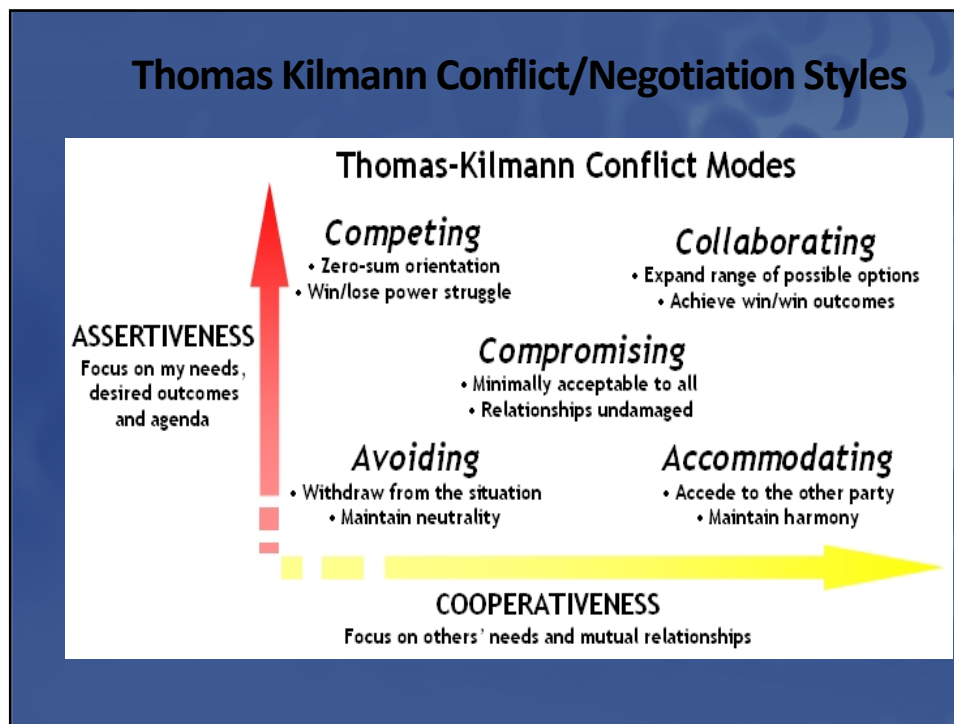 Thomas Kilmann Conflict/Negotiation Styles
Thomas-Kilmann Conflict Modes
Competing
• Zero-sum orientation
• Win/lose power struggle
Collaborating
• Expand range of possible options
• Achieve win/win outcomes
ASSERTIVENESS
Focus on my needs,
desired outcomes
and agenda
Compromising
• Minimally acceptable to all
• Relationships undamaged
Avoiding
• Withdraw from the situation
• Maintain neutrality
Accommodating
• Accede to the other party
• Maintain harmony
COOPERATIVENESS
Focus on others' needs and mutual relationships